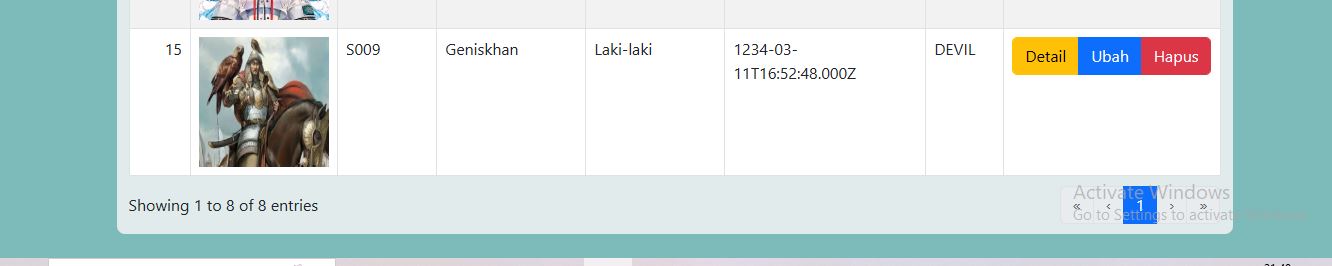 15 S009 Geniskhan Laki-laki 1234-03- DEVIL Detail Ubah Hapus
11T16:52:48.000Z
Activate Windows
Showing 1 to 8 of 8 entries « ‹ 1 › »
Go to Settings to activate